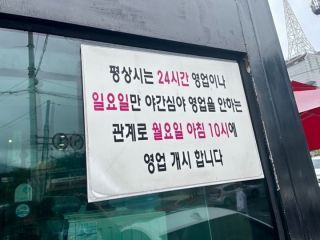 평상시는 24시간 영업이나
일요일만 야간심야 영업을 안하는
관계로 월요일 아침 10시에
영업 개시 합니다